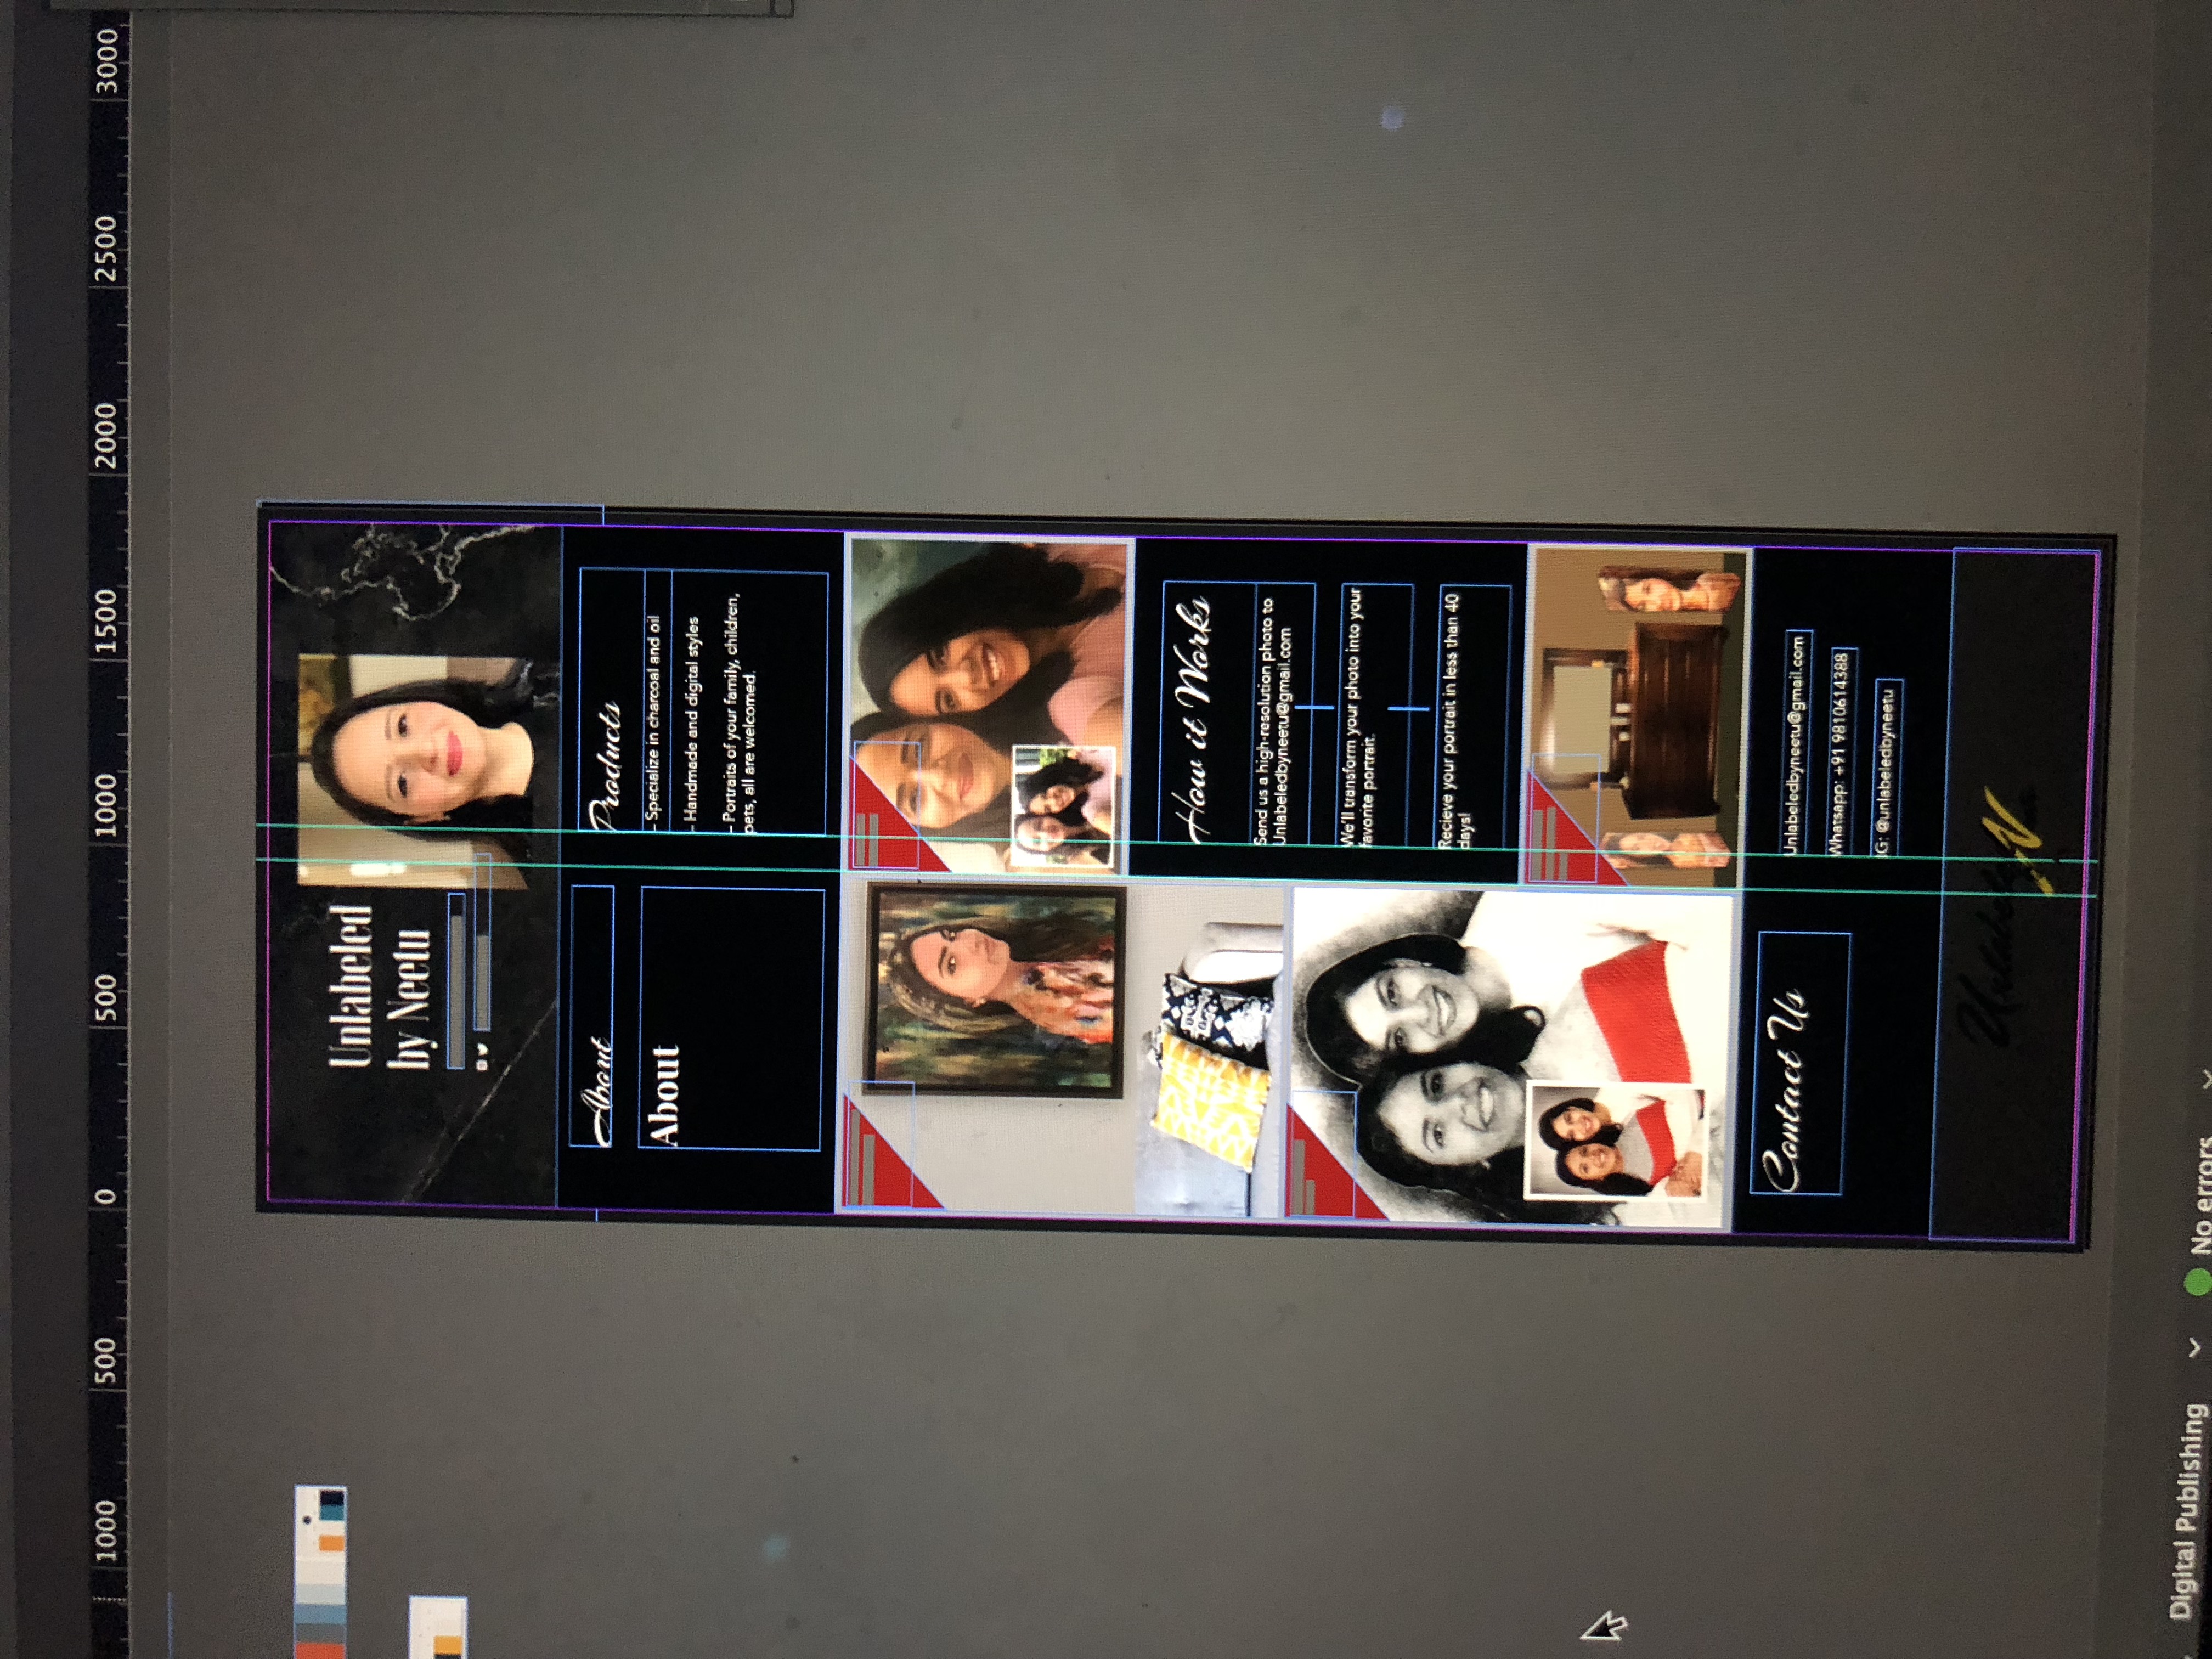 1000 500 0 500 1000 1500 2000 2500 3000
Unlabeled
by Neetu
About
About
Products
- Specialize in charcoal and oil
- Handmade and digital styles
- Portraits of your family, children,
pets, all are welcomed.
How it Works
Send us a high-resolution photo to
Unlabeledbyneetu@gmail.com
We'll transform your photo into your
favorite portrait.
Recieve your portrait in less than 40
days!
Contact Us
Unlabeledbyneetu@gmail.com
Whatsapp: +91 9810614388
IG: @unlabeledbyneetu
Unlabeled
N
Digital Publishing
No errors